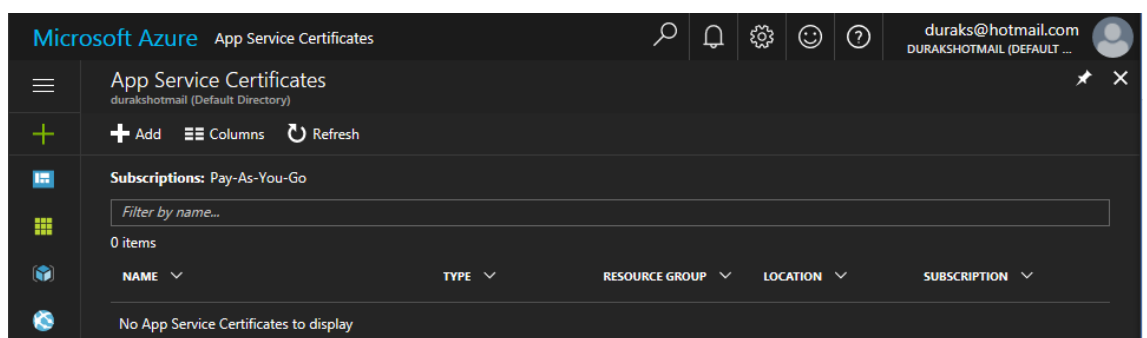 Microsoft Azure App Service Certificates
duraks@hotmail.com
DURAKSHOTMAIL (DEFAULT ...
App Service Certificates
durakshotmail (Default Directory)
Add Columns Refresh
Subscriptions: Pay-As-You-Go
Filter by name...
0 items
NAME TYPE RESOURCE GROUP LOCATION SUBSCRIPTION
No App Service Certificates to display